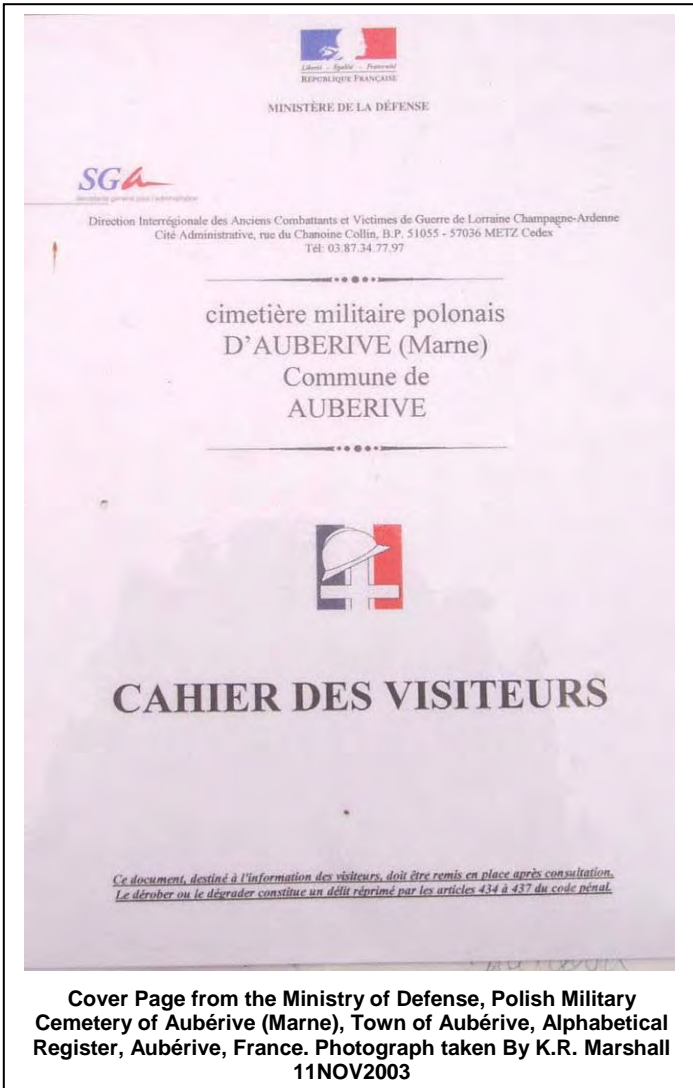 Liberté • Égalité • Fraternité
RÉPUBLIQUE FRANÇAISE
MINISTÈRE DE LA DÉFENSE
SGA
Secrétariat général pour l'administration
Direction Interrégionale des Anciens Combattants et Victimes de Guerre de Lorraine Champagne-Ardenne
Cité Administrative, rue du Chanoine Collin, B.P. 51055 - 57036 METZ Cedex
Tél: 03.87.34.77.97
cimetière militaire polonais
D'AUBERIVE (Marne)
Commune de
AUBERIVE
CAHIER DES VISITEURS
Ce document, destiné à l'information des visiteurs, doit être remis en place après consultation.
Le dérober ou le dégrader constitue un délit réprimé par les articles 434 à 437 du code pénal.
Cover Page from the Ministry of Defense, Polish Military
Cemetery of Aubérive (Marne), Town of Aubérive, Alphabetical
Register, Aubérive, France. Photograph taken By K.R. Marshall
11NOV2003